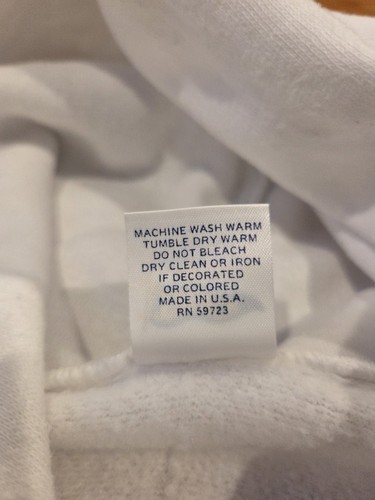 MACHINE WASH WARM
TUMBLE DRY WARM
DO NOT BLEACH
DRY CLEAN OR IRON
IF DECORATED
OR COLORED
MADE IN U.S.A.
RN 59723